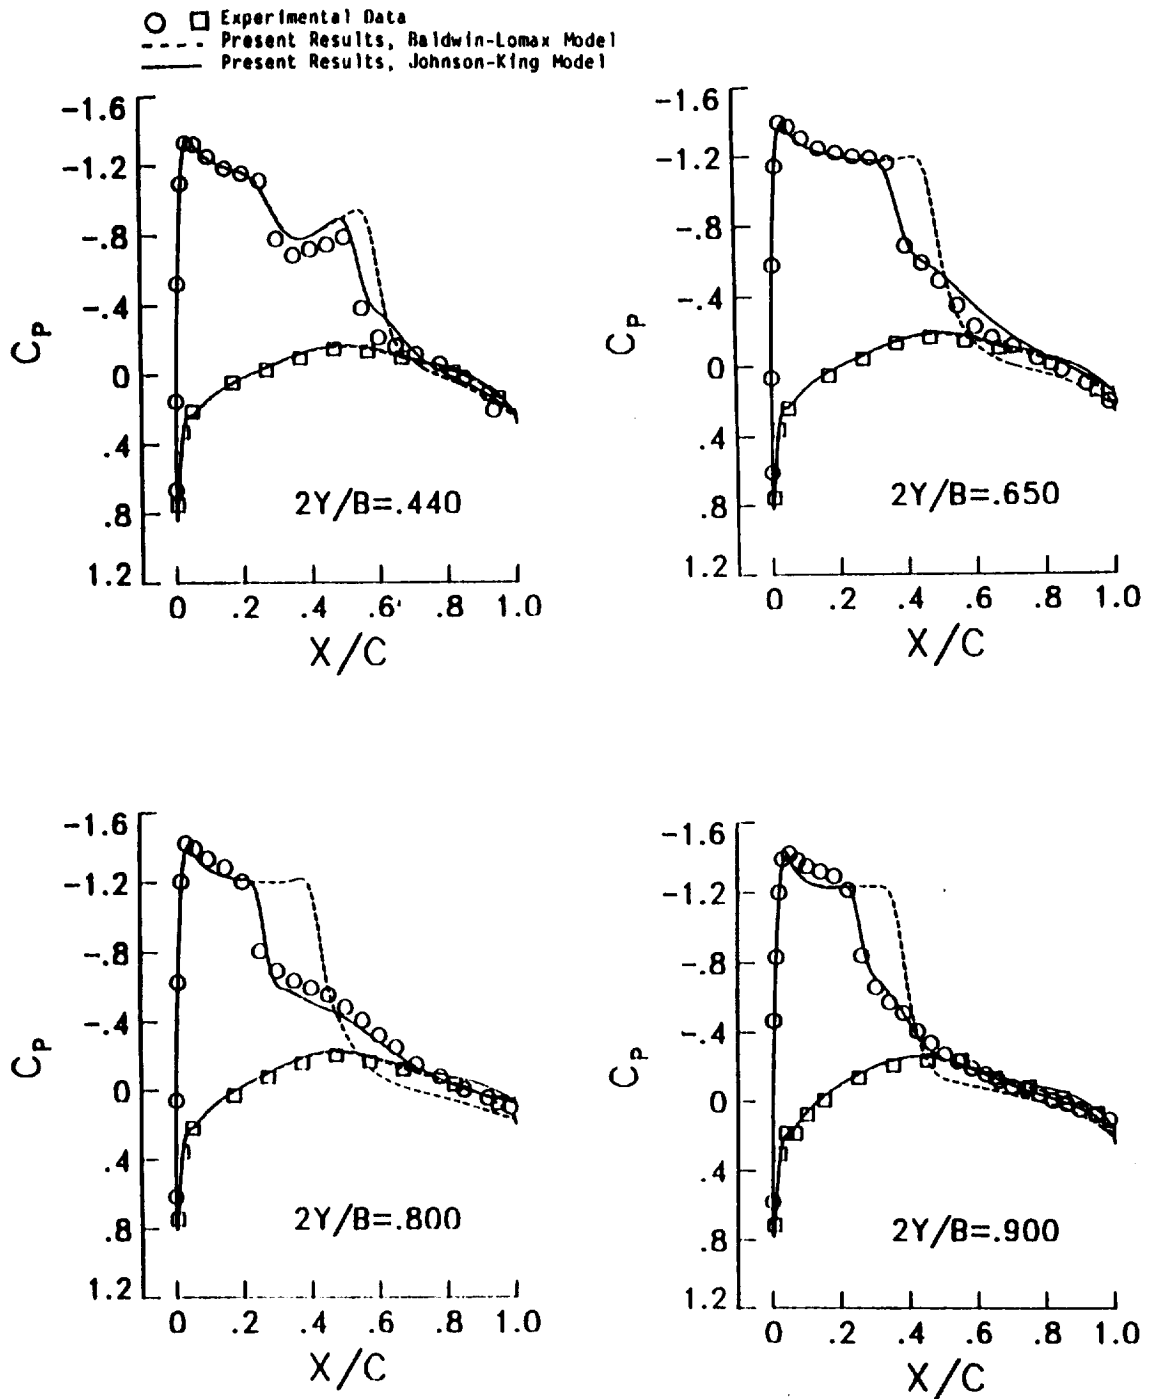 Experimental Data
Present Results, Baldwin-Lomax Model
Present Results, Johnson-King Model
-1.6
-1.2
-.8
-.4
0
.4
.8
1.2
CP
2Y/B=.440
0 .2 .4 .6 .8 1.0
X/C
-1.6
-1.2
-.8
-.4
0
.4
.8
1.2
CP
2Y/B=.650
0 .2 .4 .6 .8 1.0
X/C
-1.6
-1.2
-.8
-.4
0
.4
.8
1.2
CP
2Y/B=.800
0 .2 .4 .6 .8 1.0
X/C
-1.6
-1.2
-.8
-.4
0
.4
.8
1.2
CP
2Y/B=.900
0 .2 .4 .6 .8 1.0
X/C